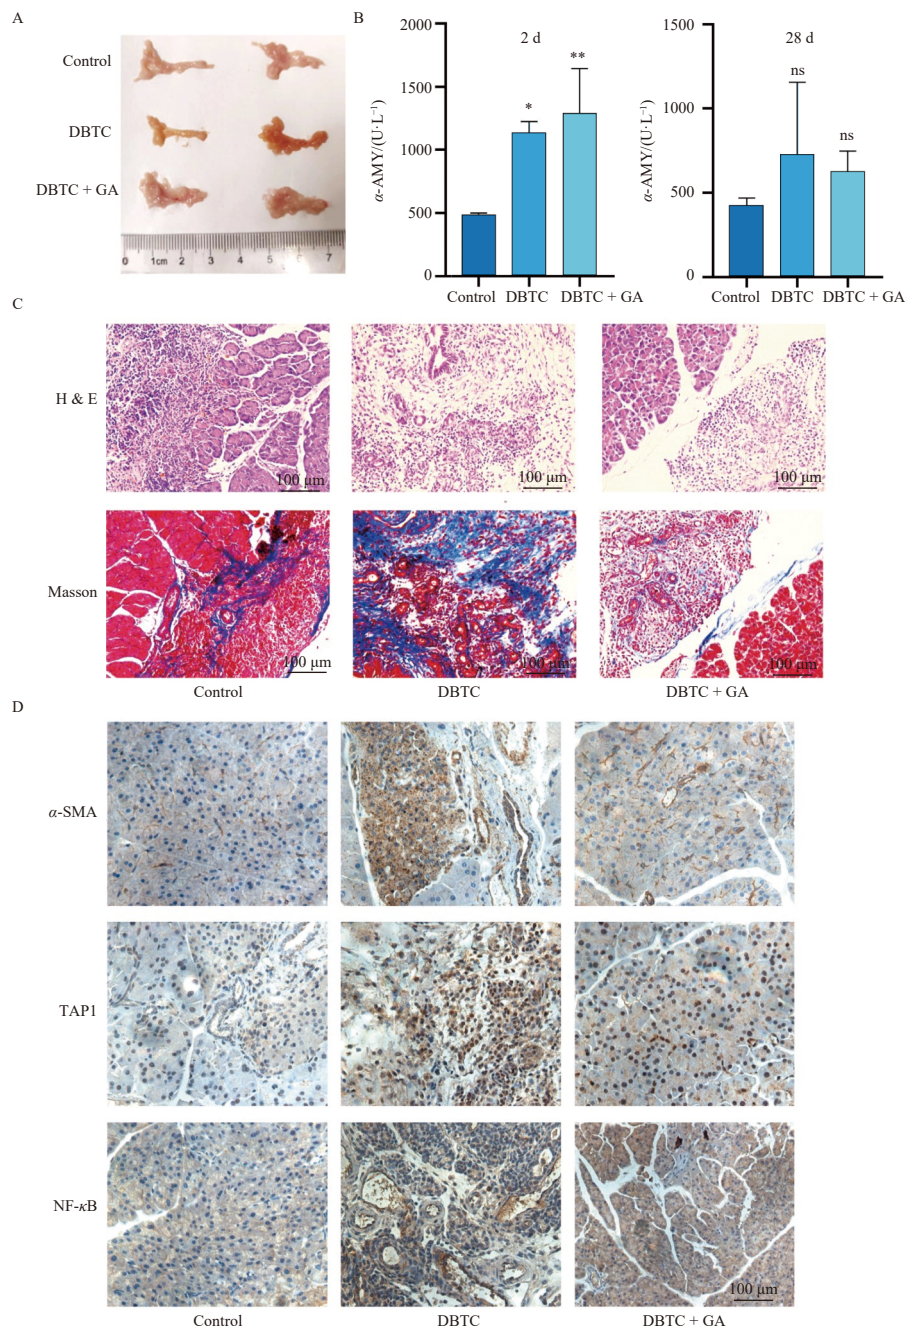 A
Control
DBTC
DBTC + GA
0 1cm 2 3 4 5 6 7
B
2 d
α-AMY/(U·L⁻¹)
2000
1500
1000
500
0
*
**
Control DBTC DBTC + GA
28 d
α-AMY/(U·L⁻¹)
1500
1000
500
0
ns
ns
Control DBTC DBTC + GA
C
H & E
100 μm
100 μm
100 μm
Masson
100 μm
100 μm
100 μm
Control DBTC DBTC + GA
D
α-SMA
TAP1
NF-κB
100 μm
Control DBTC DBTC + GA